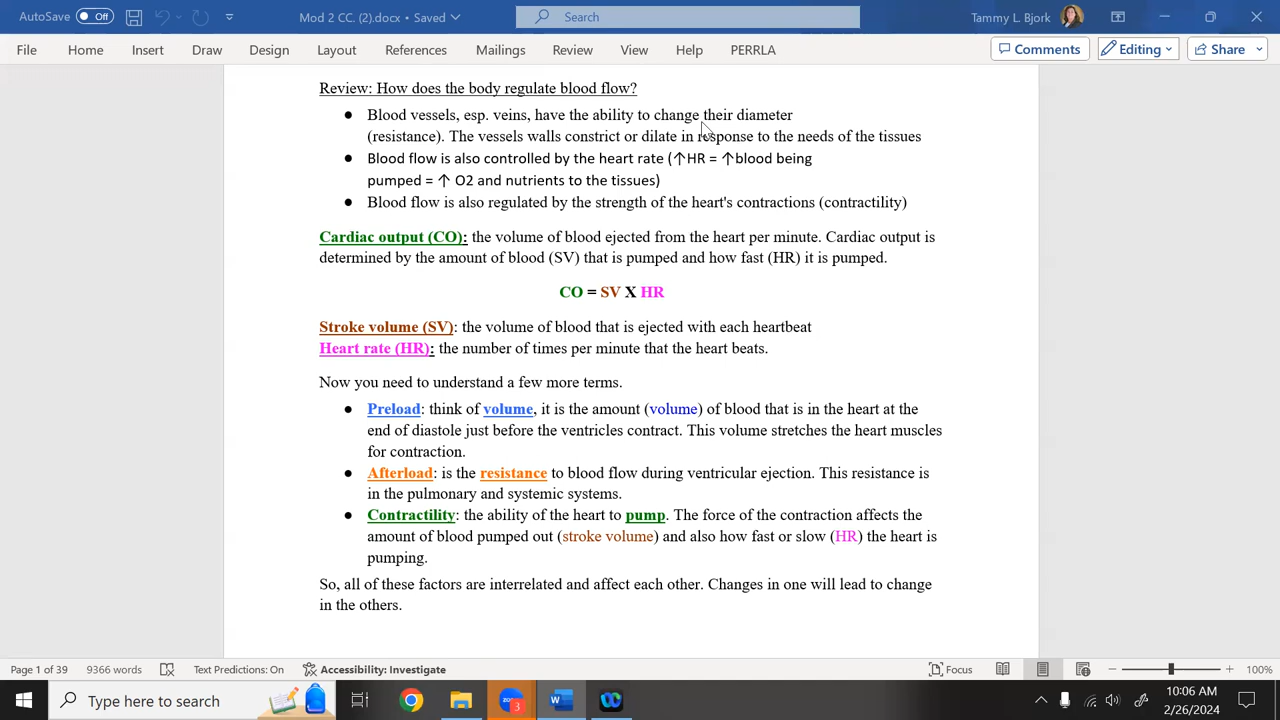 AutoSave Off Mod 2 CC. (2).docx • Saved Search Tammy L. Bjork
File Home Insert Draw Design Layout References Mailings Review View Help PERRLA Comments Editing Share
Review: How does the body regulate blood flow?
● Blood vessels, esp. veins, have the ability to change their diameter
(resistance). The vessels walls constrict or dilate in response to the needs of the tissues
● Blood flow is also controlled by the heart rate (↑HR = ↑blood being
pumped = ↑ O2 and nutrients to the tissues)
● Blood flow is also regulated by the strength of the heart's contractions (contractility)
Cardiac output (CO): the volume of blood ejected from the heart per minute. Cardiac output is
determined by the amount of blood (SV) that is pumped and how fast (HR) it is pumped.
CO = SV X HR
Stroke volume (SV): the volume of blood that is ejected with each heartbeat
Heart rate (HR): the number of times per minute that the heart beats.
Now you need to understand a few more terms.
● Preload: think of volume, it is the amount (volume) of blood that is in the heart at the
end of diastole just before the ventricles contract. This volume stretches the heart muscles
for contraction.
● Afterload: is the resistance to blood flow during ventricular ejection. This resistance is
in the pulmonary and systemic systems.
● Contractility: the ability of the heart to pump. The force of the contraction affects the
amount of blood pumped out (stroke volume) and also how fast or slow (HR) the heart is
pumping.
So, all of these factors are interrelated and affect each other. Changes in one will lead to change
in the others.
Page 1 of 39 9366 words Text Predictions: On Accessibility: Investigate Focus 100%
Type here to search 3 10:06 AM
2/26/2024